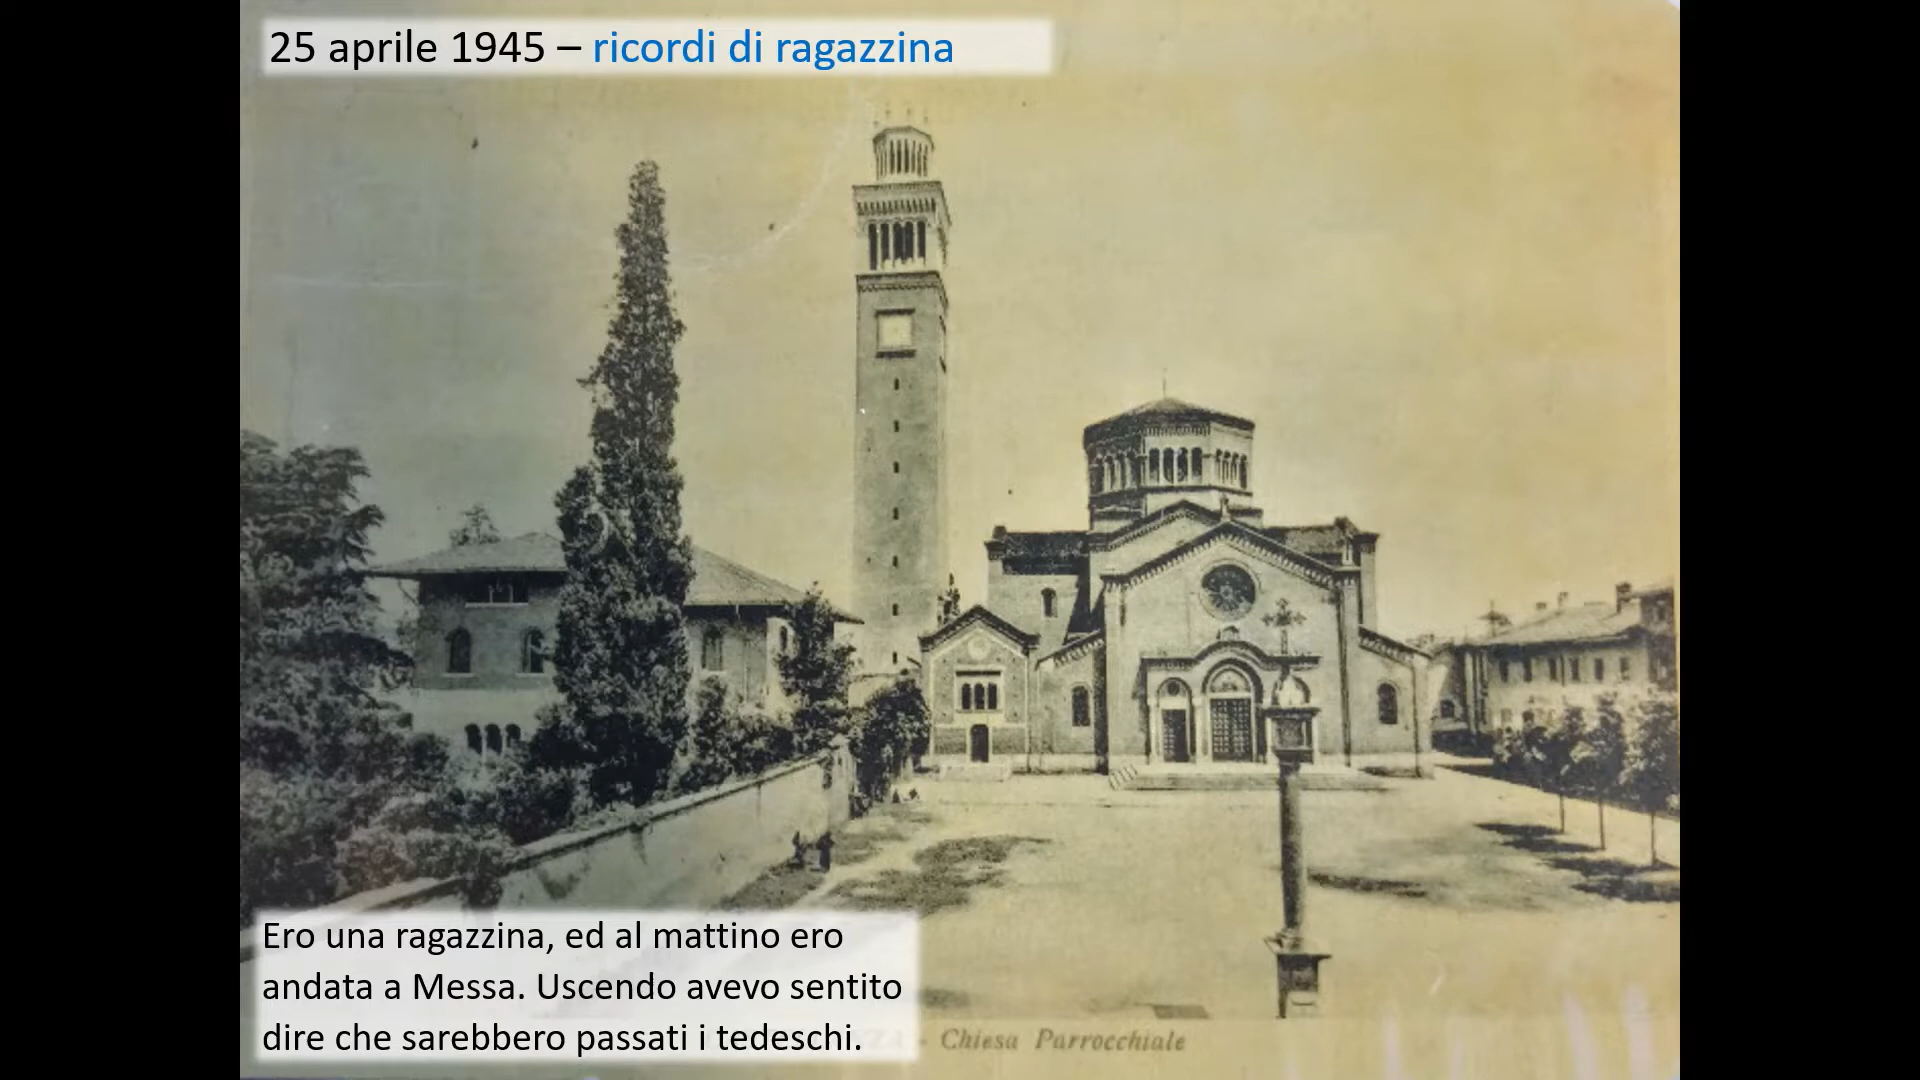 25 aprile 1945 – ricordi di ragazzina
Ero una ragazzina, ed al mattino ero
andata a Messa. Uscendo avevo sentito
dire che sarebbero passati i tedeschi.
- Chiesa Parrocchiale